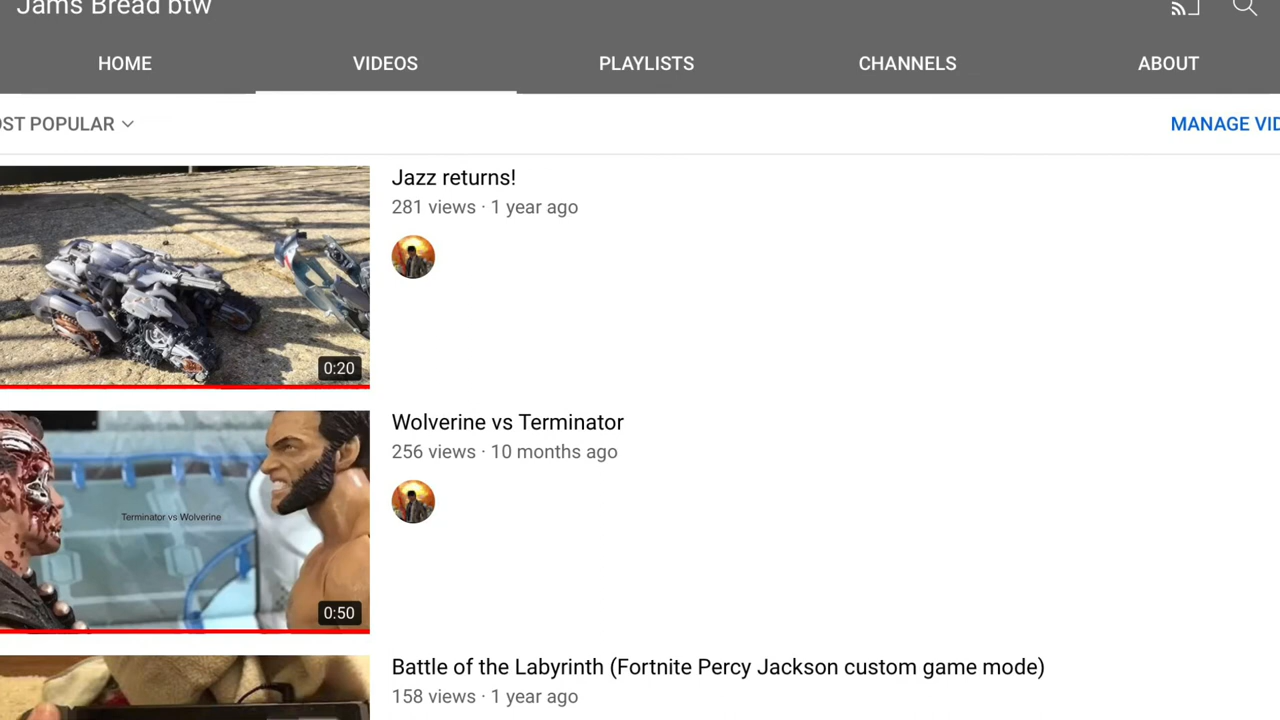 Jams Bread btw
HOME VIDEOS PLAYLISTS CHANNELS ABOUT
OST POPULAR MANAGE VID
Jazz returns!
281 views · 1 year ago
0:20
Wolverine vs Terminator
256 views · 10 months ago
Terminator vs Wolverine
0:50
Battle of the Labyrinth (Fortnite Percy Jackson custom game mode)
158 views · 1 year ago